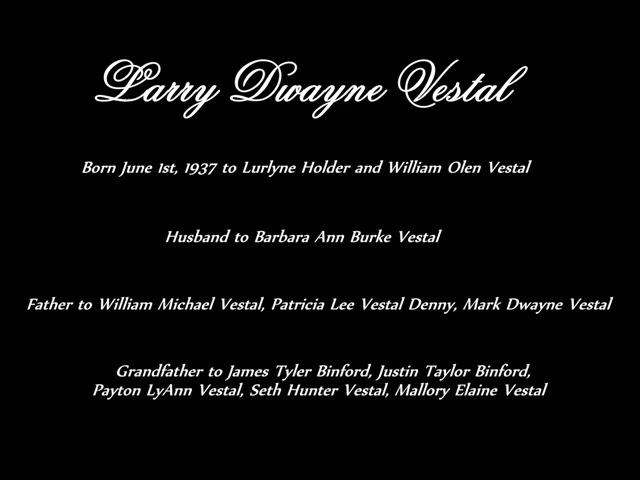 Larry Dwayne Vestal
Born June 1st, 1937 to Lurlyne Holder and William Olen Vestal
Husband to Barbara Ann Burke Vestal
Father to William Michael Vestal, Patricia Lee Vestal Denny, Mark Dwayne Vestal
Grandfather to James Tyler Binford, Justin Taylor Binford,
Payton LyAnn Vestal, Seth Hunter Vestal, Mallory Elaine Vestal